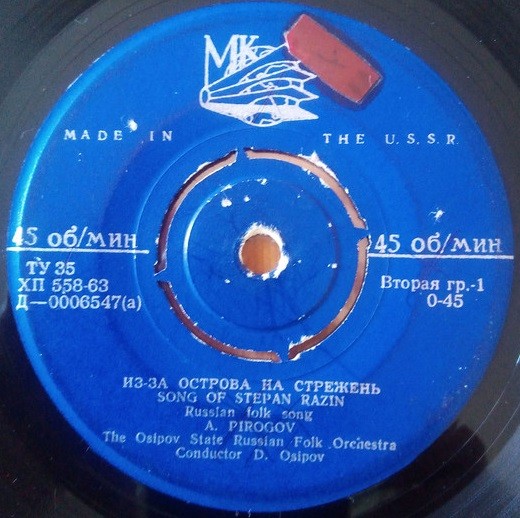 МК
MADE IN THE U.S.S.R.
45 об/мин 45 об/мин
ТУ 35
ХП 558-63
Д—0006547(а)
Вторая гр.-1
0-45
ИЗ-ЗА ОСТРОВА НА СТРЕЖЕНЬ
SONG OF STEPAN RAZIN
Russian folk song
A. PIROGOV
The Osipov State Russian Folk Orchestra
Conductor D. Osipov